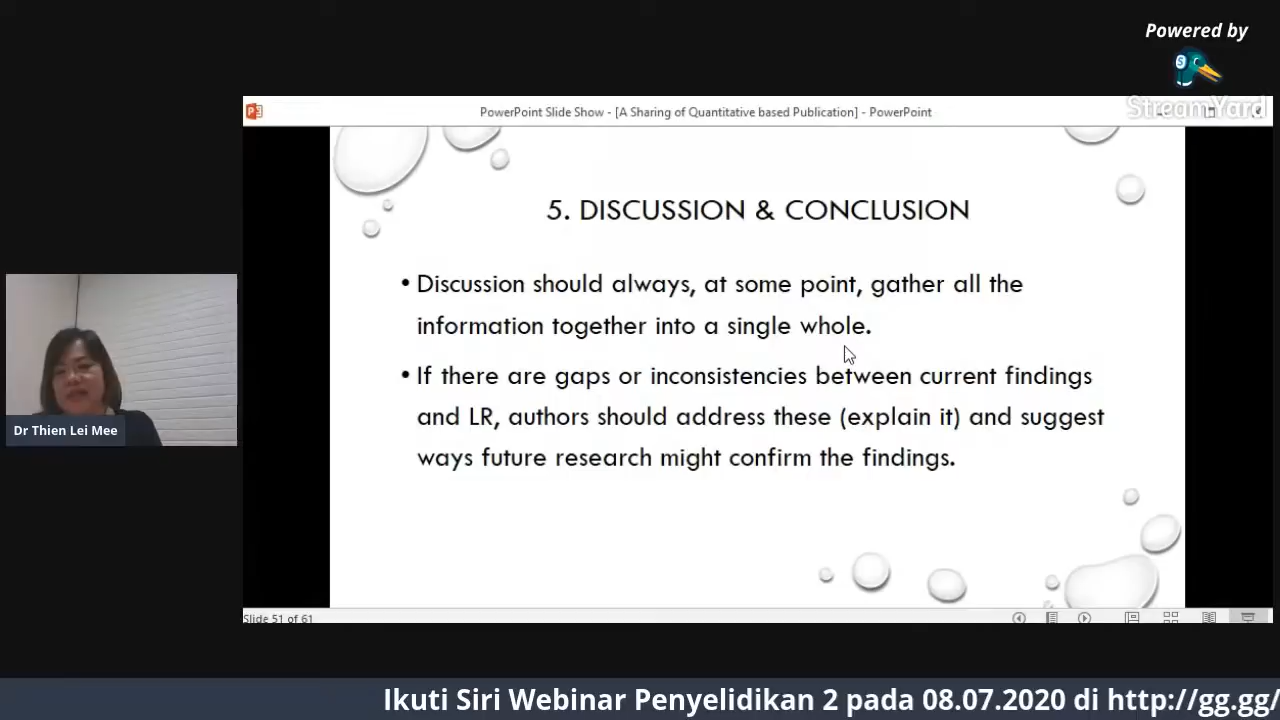 Powered by
StreamYard
PowerPoint Slide Show - [A Sharing of Quantitative based Publication] - PowerPoint
5. DISCUSSION & CONCLUSION
• Discussion should always, at some point, gather all the
information together into a single whole.
• If there are gaps or inconsistencies between current findings
and LR, authors should address these (explain it) and suggest
ways future research might confirm the findings.
Dr Thien Lei Mee
Slide 51 of 61
Ikuti Siri Webinar Penyelidikan 2 pada 08.07.2020 di http://gg.gg/